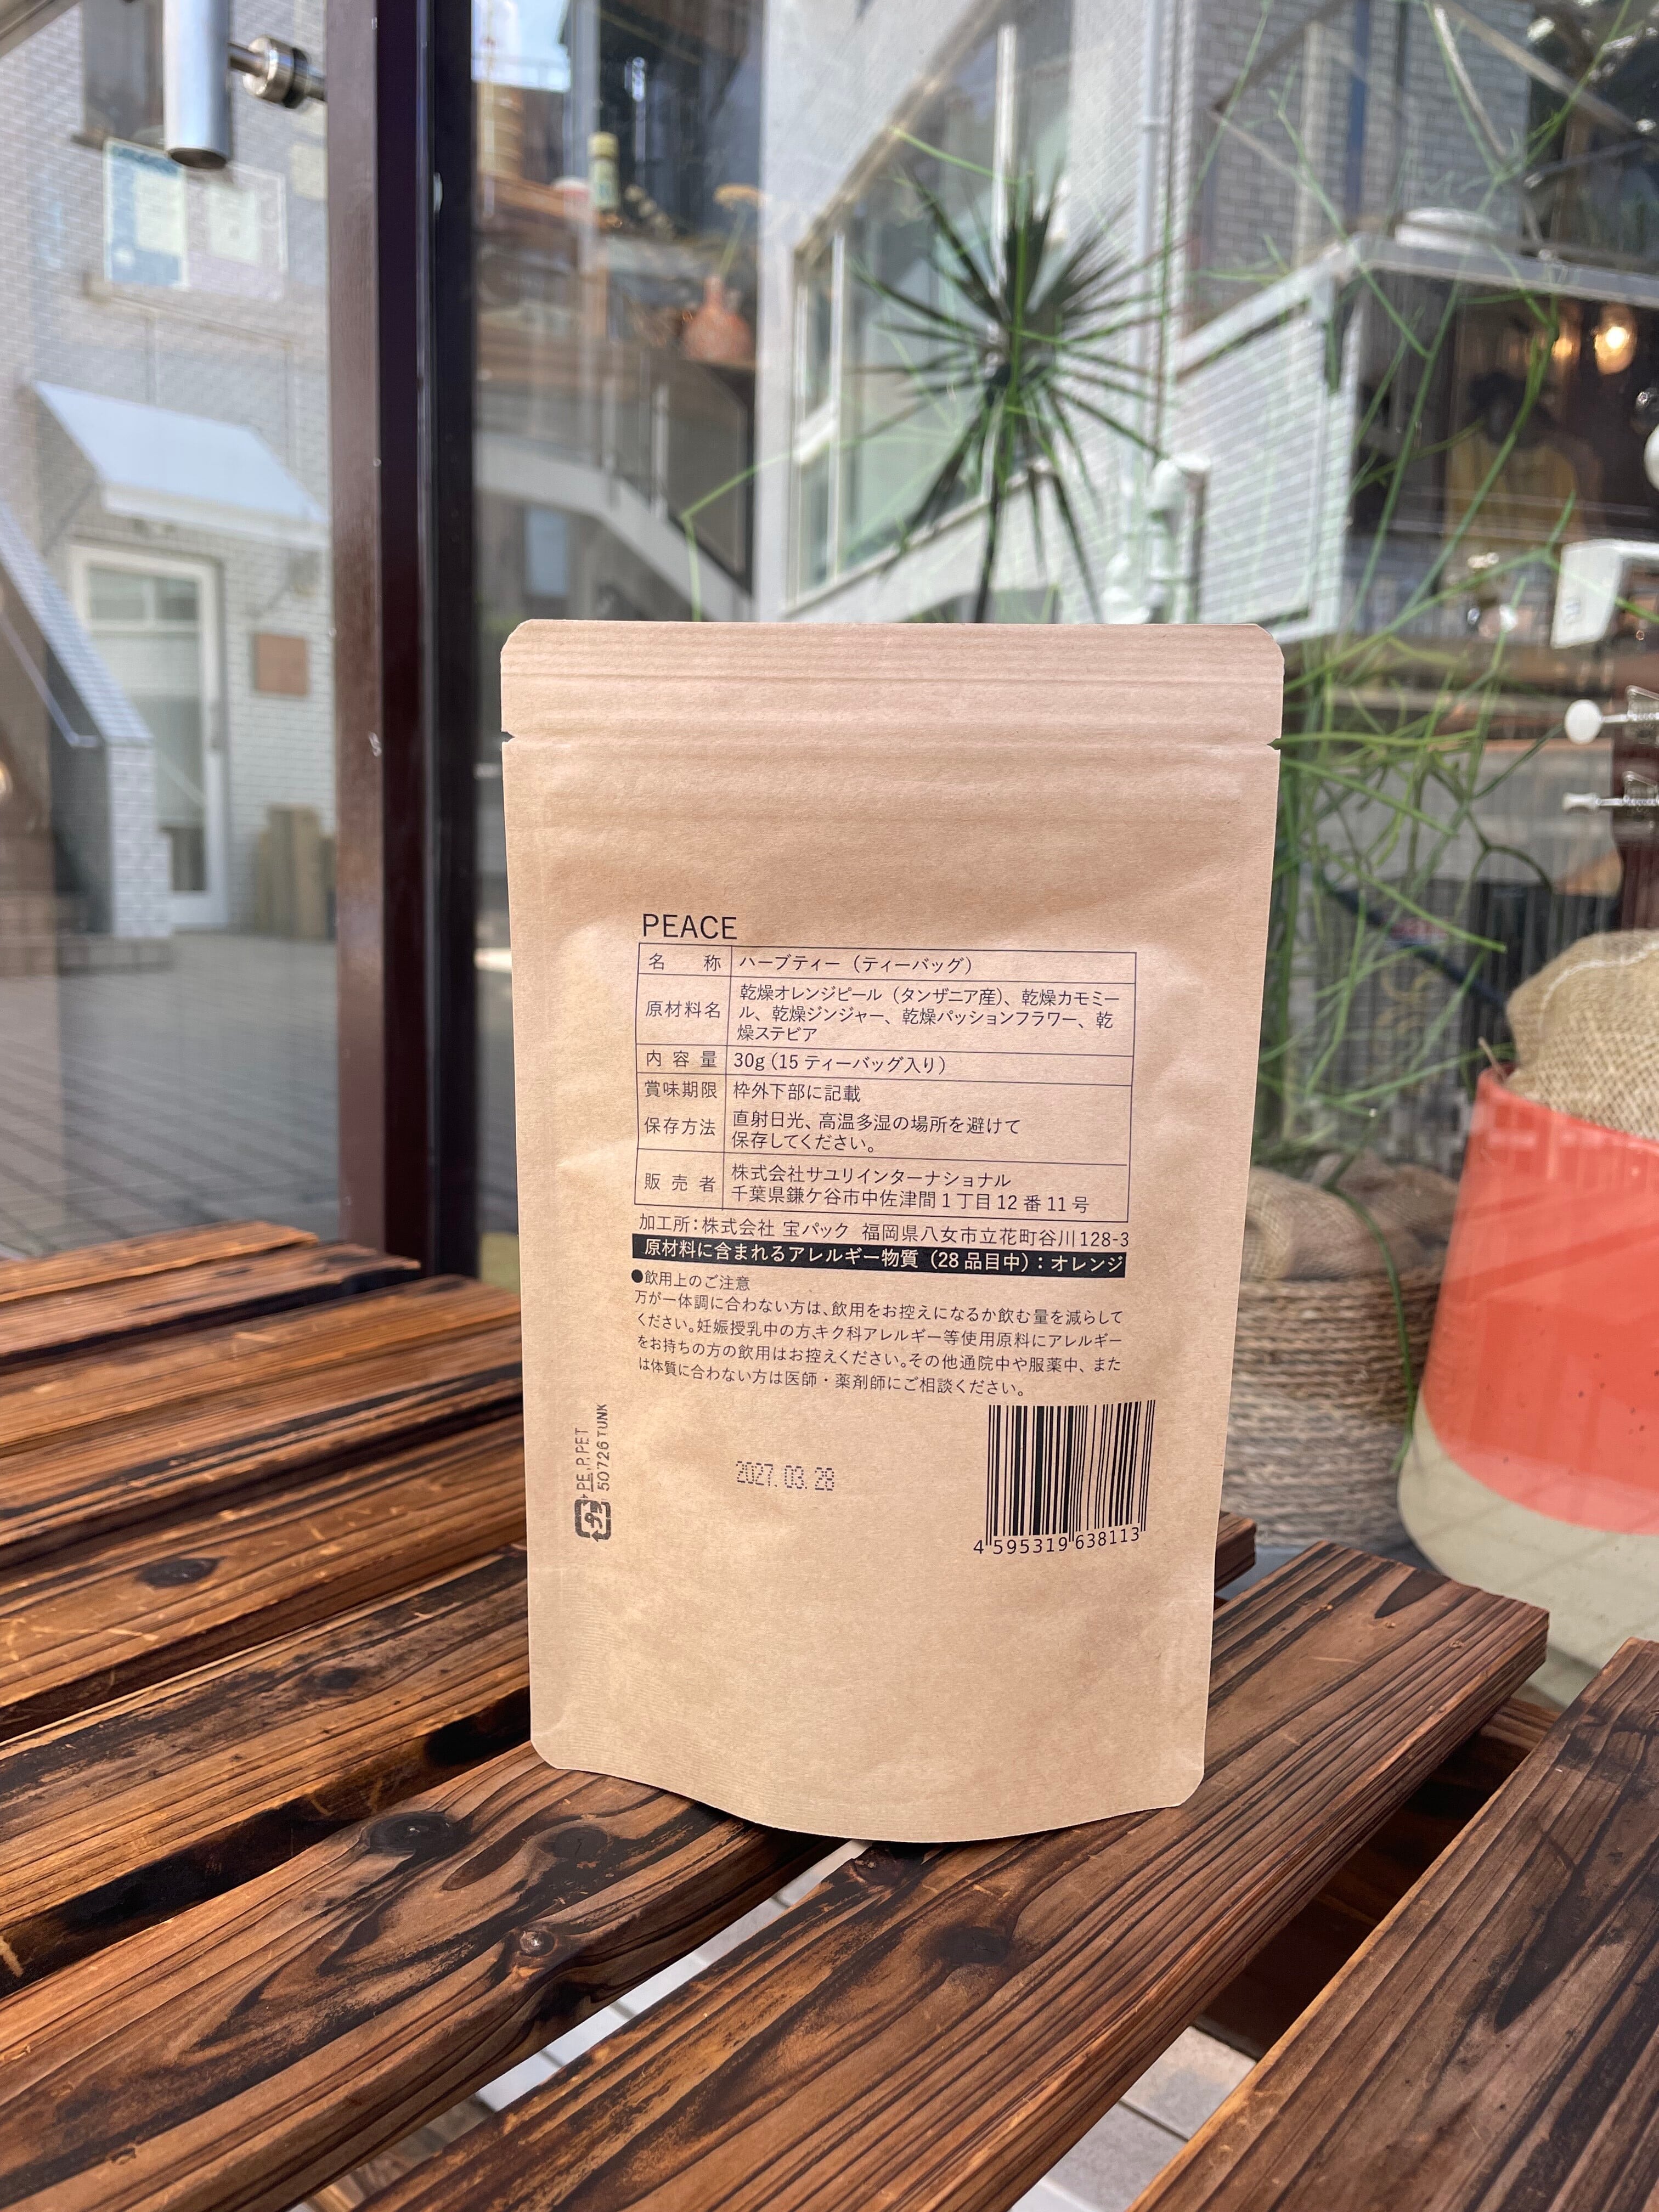 PEACE
名　称 ハーブティー（ティーバッグ）
原材料名 乾燥オレンジピール（タンザニア産）、乾燥カモミー
ル、乾燥ジンジャー、乾燥パッションフラワー、乾
燥ステビア
内 容 量 30g（15 ティーバッグ入り）
賞味期限 枠外下部に記載
保存方法 直射日光、高温多湿の場所を避けて
保存してください。
販 売 者 株式会社サユリインターナショナル
千葉県鎌ケ谷市中佐津間 1 丁目 12 番 11 号
加工所：株式会社 宝パック 福岡県八女市立花町谷川 128-3
原材料に含まれるアレルギー物質（28 品目中）：オレンジ
●飲用上のご注意
万が一体調に合わない方は、飲用をお控えになるか飲む量を減らして
ください。妊娠授乳中の方、キク科アレルギー等使用原料にアレルギー
をお持ちの方の飲用はお控えください。その他通院中や服薬中、また
は体質に合わない方は医師・薬剤師にご相談ください。
プラ
PE,P,PET
50726 TUNK
2027. 03. 28
4 595319 638113